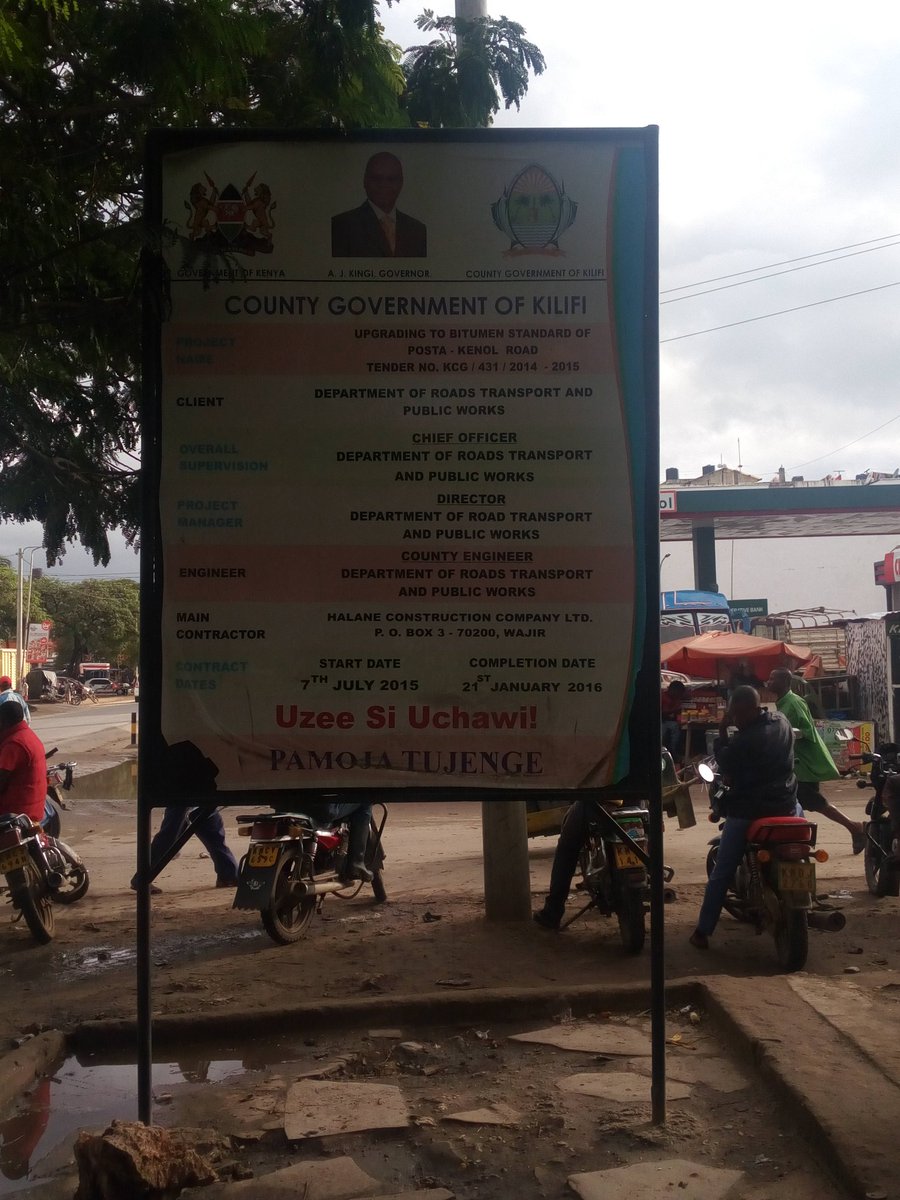 GOVERNMENT OF KENYA
A. J. KINGI, GOVERNOR.
COUNTY GOVERNMENT OF KILIFI
COUNTY GOVERNMENT OF KILIFI
PROJECT NAME
UPGRADING TO BITUMEN STANDARD OF
POSTA - KENOL ROAD
TENDER NO. KCG / 431 / 2014 - 2015
CLIENT
DEPARTMENT OF ROADS TRANSPORT AND
PUBLIC WORKS
OVERALL SUPERVISION
CHIEF OFFICER
DEPARTMENT OF ROADS TRANSPORT
AND PUBLIC WORKS
PROJECT MANAGER
DIRECTOR
DEPARTMENT OF ROAD TRANSPORT
AND PUBLIC WORKS
ENGINEER
COUNTY ENGINEER
DEPARTMENT OF ROADS TRANSPORT
AND PUBLIC WORKS
MAIN CONTRACTOR
HALANE CONSTRUCTION COMPANY LTD.
P. O. BOX 3 - 70200, WAJIR
CONTRACT DATES
START DATE COMPLETION DATE
7TH JULY 2015 21ST JANUARY 2016
Uzee Si Uchawi!
PAMOJA TUJENGE
ol